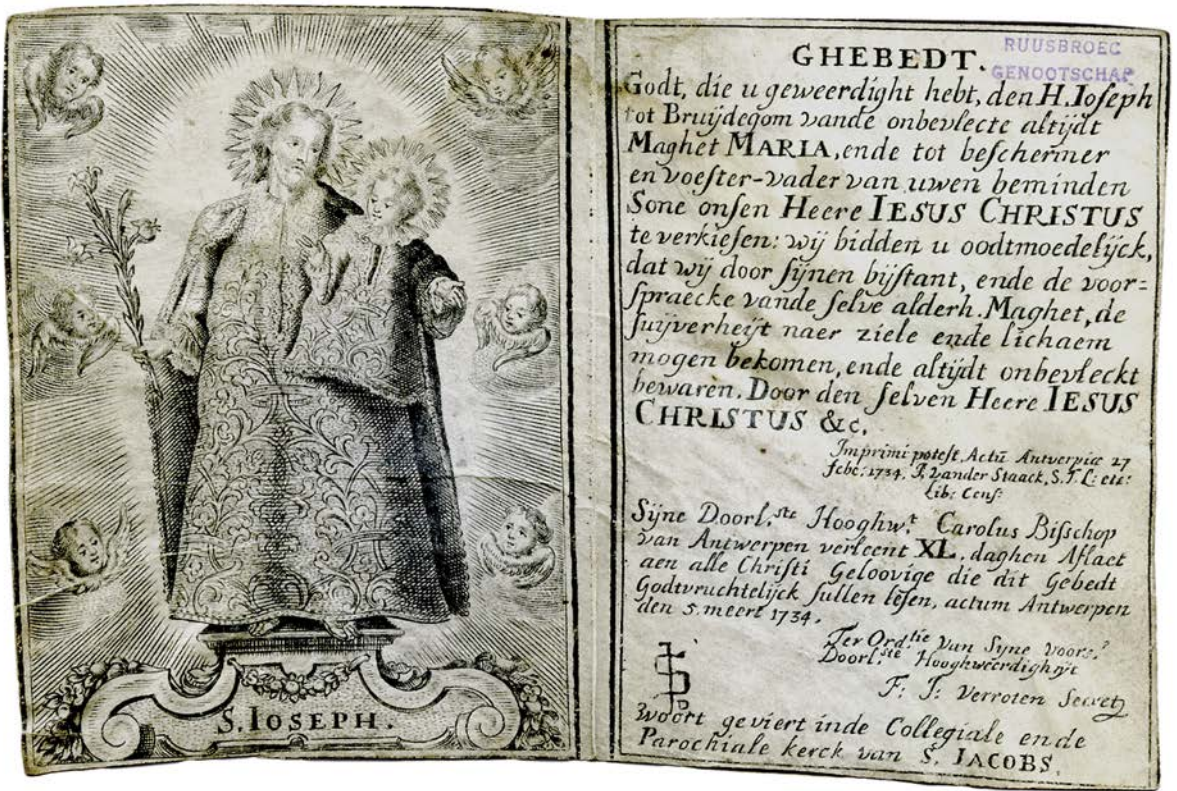 S. IOSEPH.
RUUSBROEC
GENOOTSCHAP
GHEBEDT.
Godt, die u geweerdight hebt, den H. Ioſeph
tot Bruijdegom vande onbevlecte altijdt
Maghet MARIA, ende tot beſchermer
en voeſter-vader van uwen beminden
Sone onſen Heere IESUS CHRISTUS
te verkieſen: wij bidden u oodtmoedelijck,
dat wij door ſijnen bijſtant, ende de voor=
ſpraecke vande ſelve alderh. Maghet, de
ſuijverheijt naer ziele ende lichaem
mogen bekomen, ende altijdt onbevleckt
bewaren. Door den ſelven Heere IESUS
CHRISTUS &c.
Imprimi poteſt, Actū Antverpiæ 27
febr: 1734. J. vander Staack, S. T. L: etc:
Lib: Cenſ:
Sijne Doorl.ſte Hooghw.t Carolus Biſſchop
van Antwerpen verleent XL. daghen Aflaet
aen alle Chriſti Geloovige die dit Gebedt
Godtvruchtelijck ſullen leſen, actum Antwerpen
den 5. meert 1734.
Ter Ord.tie van Sijne Voors.
Doorl.ſte Hooghweerdigheijt
F: J: Verroten Secret
Woort geviert inde Collegiale ende
Parochiale kerck van S. IACOBS.